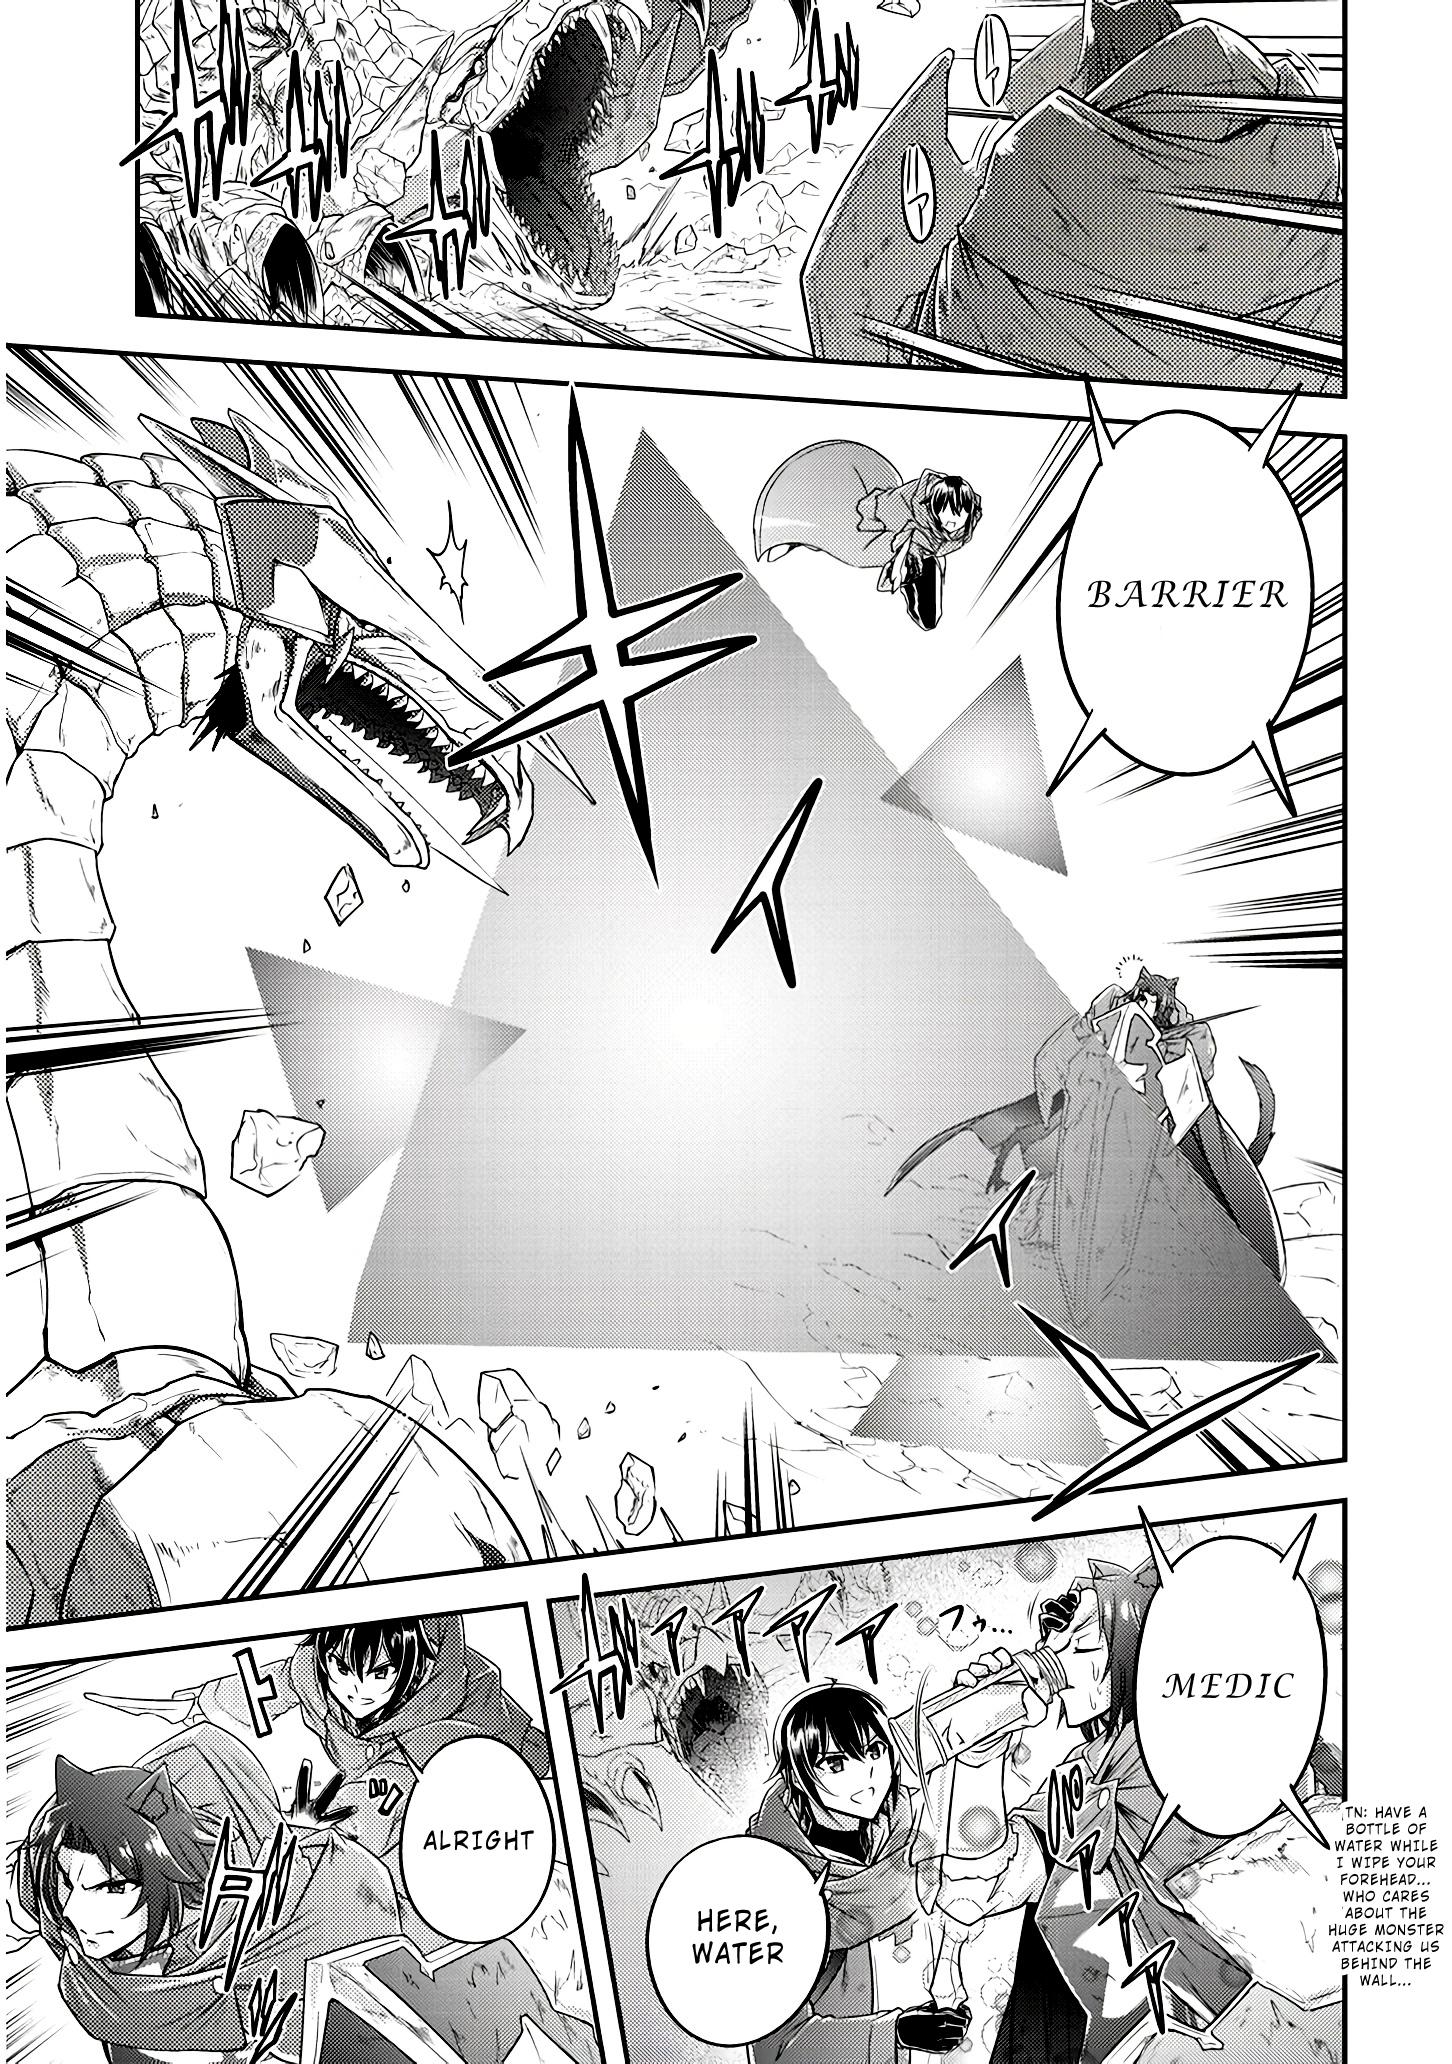 BARRIER
MEDIC
フゥ…
HERE,
WATER
TN: HAVE A
BOTTLE OF
WATER WHILE
I WIPE YOUR
FOREHEAD...
WHO CARES
ABOUT THE
HUGE MONSTER
ATTACKING US
BEHIND THE
WALL...
ALRIGHT